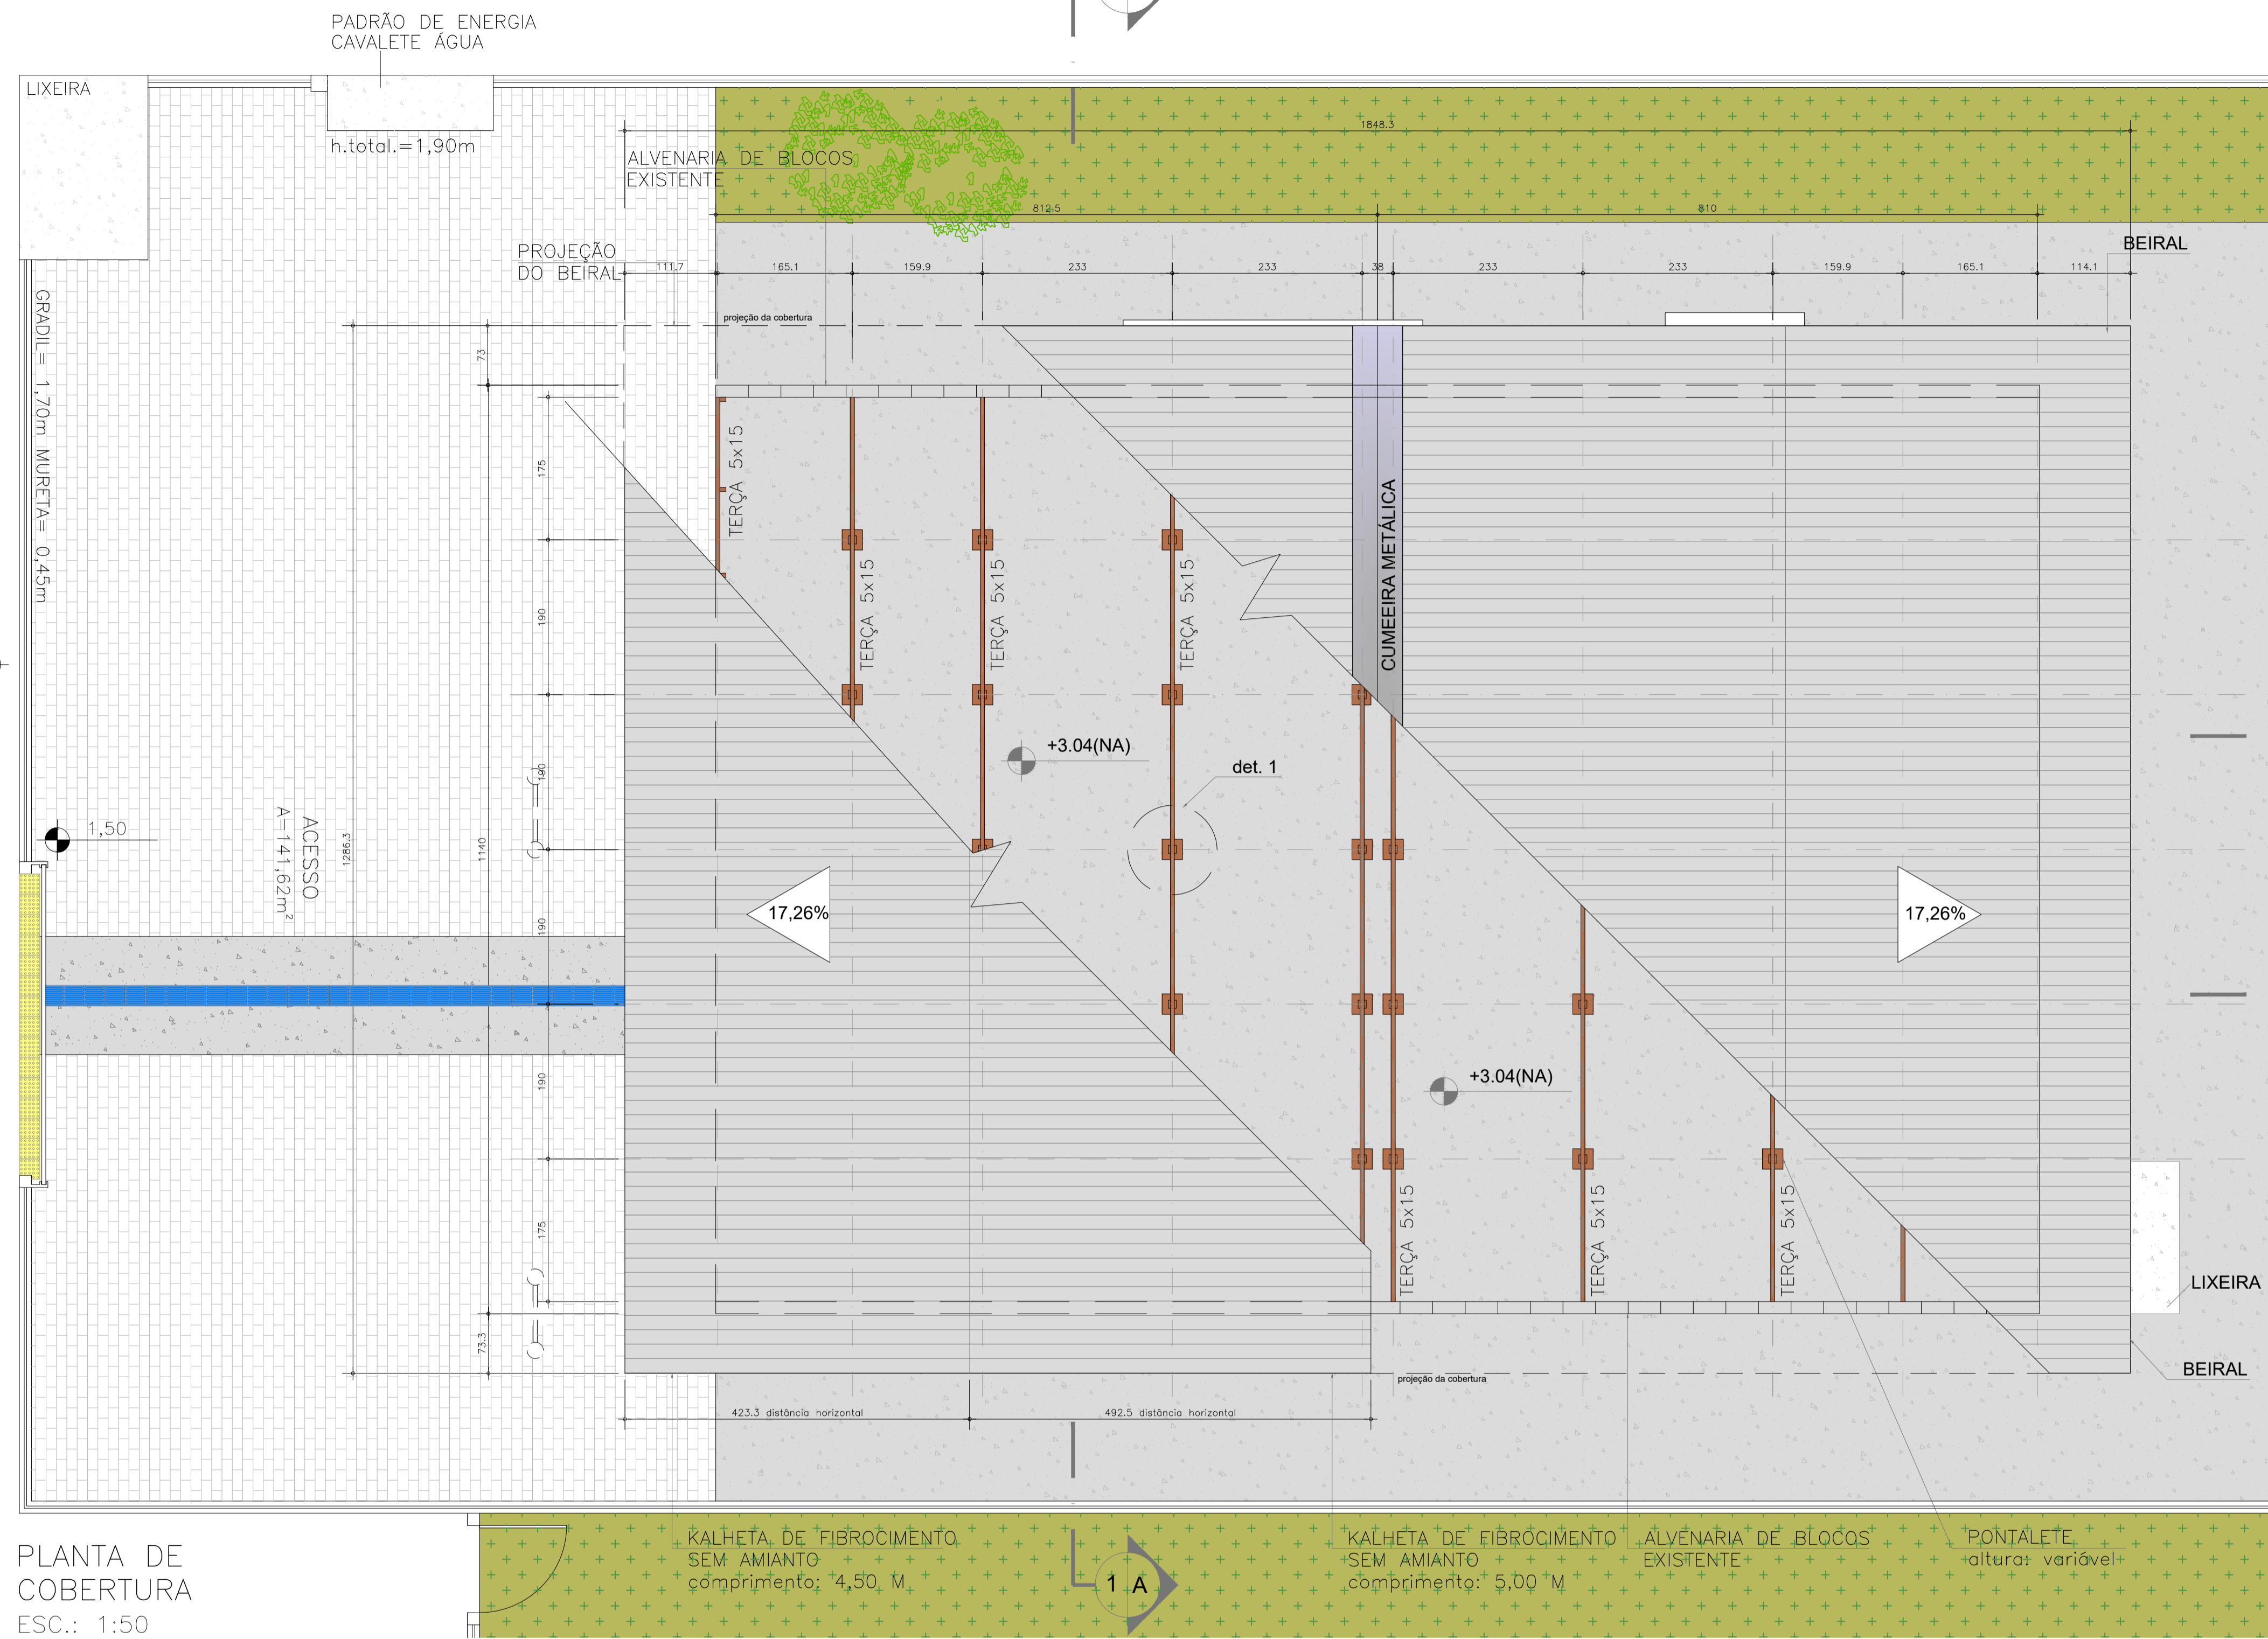 PADRÃO DE ENERGIA
CAVALETE ÁGUA
LIXEIRA
h.total.=1,90m
1848.3
ALVENARIA DE BLOCOS
EXISTENTE
812.5
810
BEIRAL
PROJEÇÃO
DO BEIRAL
111.7
165.1
159.9
233
233
38
233
233
159.9
165.1
114.1
projeção da cobertura
GRADIL= 1,70m MURETA= 0,45m
73
175
190
190
190
190
175
1286.3
1140
73.3
TERÇA 5x15
TERÇA 5x15
TERÇA 5x15
TERÇA 5x15
CUMEEIRA METÁLICA
+3.04(NA)
det. 1
1,50
ACESSO
A=141,62m²
17,26%
17,26%
+3.04(NA)
TERÇA 5x15
TERÇA 5x15
TERÇA 5x15
LIXEIRA
BEIRAL
projeção da cobertura
423.3 distância horizontal
492.5 distância horizontal
KALHETA DE FIBROCIMENTO
SEM AMIANTO
comprimento: 4,50 M
KALHETA DE FIBROCIMENTO
SEM AMIANTO
comprimento: 5,00 M
ALVENARIA DE BLOCOS
EXISTENTE
PONTALETE
altura: variável
1 A
PLANTA DE
COBERTURA
ESC.: 1:50